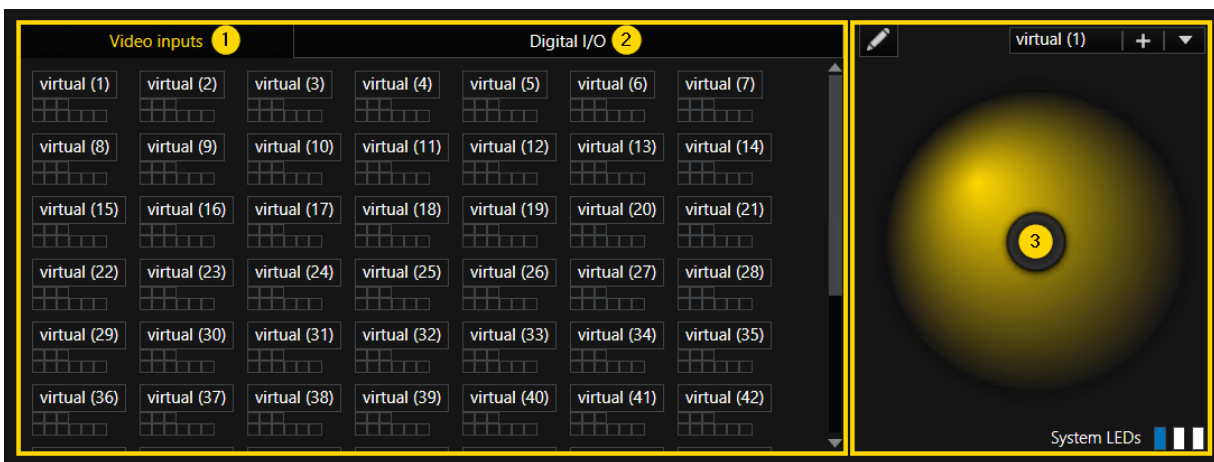 Video inputs 1 Digital I/O 2 virtual (1)
virtual (1) virtual (2) virtual (3) virtual (4) virtual (5) virtual (6) virtual (7)
virtual (8) virtual (9) virtual (10) virtual (11) virtual (12) virtual (13) virtual (14)
virtual (15) virtual (16) virtual (17) virtual (18) virtual (19) virtual (20) virtual (21)
3
virtual (22) virtual (23) virtual (24) virtual (25) virtual (26) virtual (27) virtual (28)
virtual (29) virtual (30) virtual (31) virtual (32) virtual (33) virtual (34) virtual (35)
virtual (36) virtual (37) virtual (38) virtual (39) virtual (40) virtual (41) virtual (42)
System LEDs